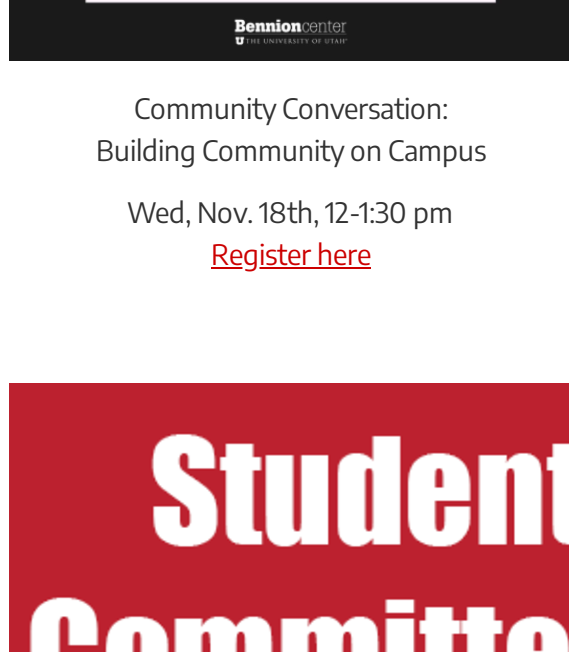 Bennioncenter
U THE UNIVERSITY OF UTAH
Community Conversation:
Building Community on Campus
Wed, Nov. 18th, 12-1:30 pm
Register here
Student
Committe